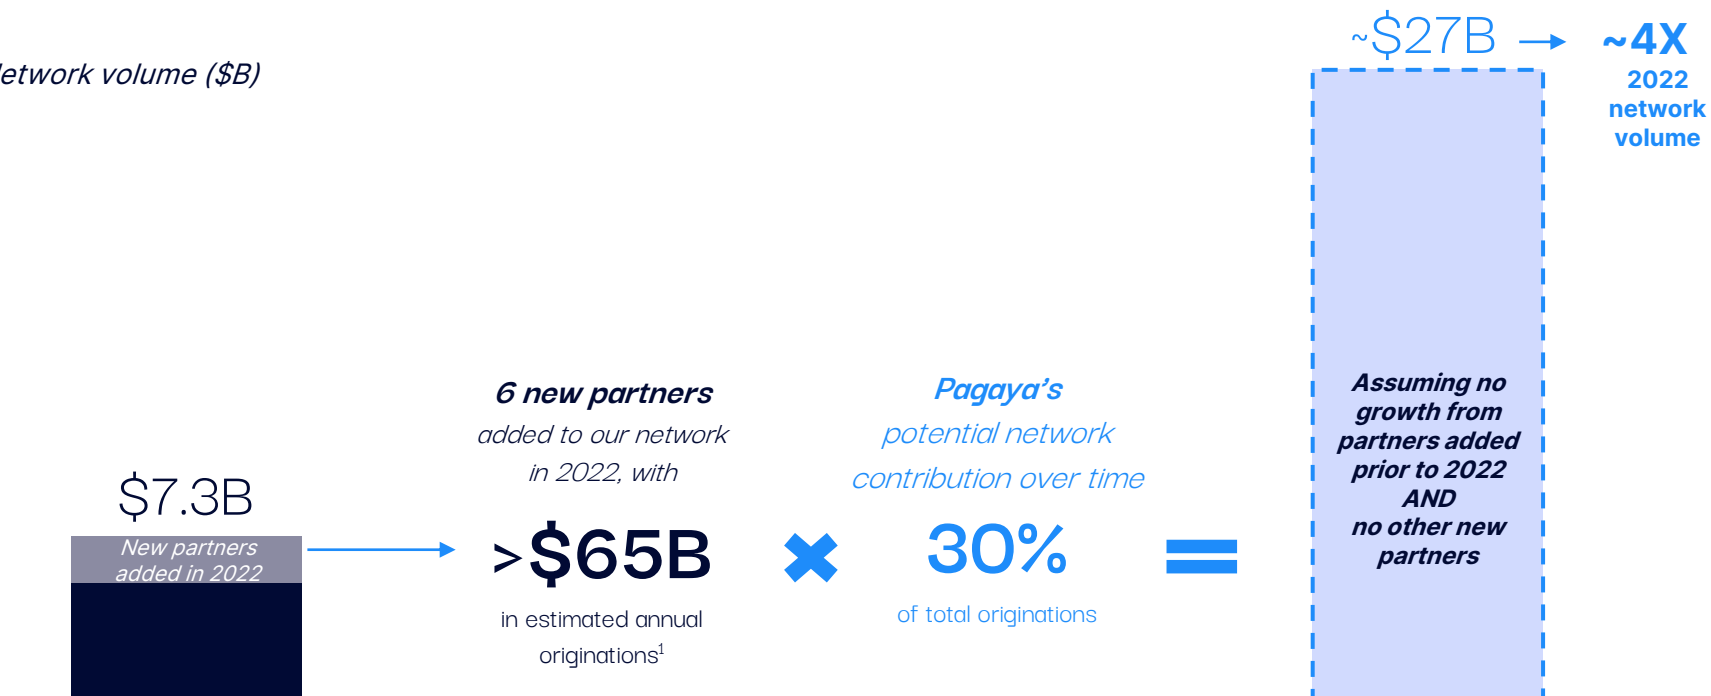 etwork volume ($B)
~$27B
~4X
2022
network
volume
6 new partners
added to our network
in 2022, with
>$65B
in estimated annual
originations1
Pagaya’s
potential network
contribution over time
30%
of total originations
Assuming no
growth from
partners added
prior to 2022
AND
no other new
partners
$7.3B
New partners
added in 2022